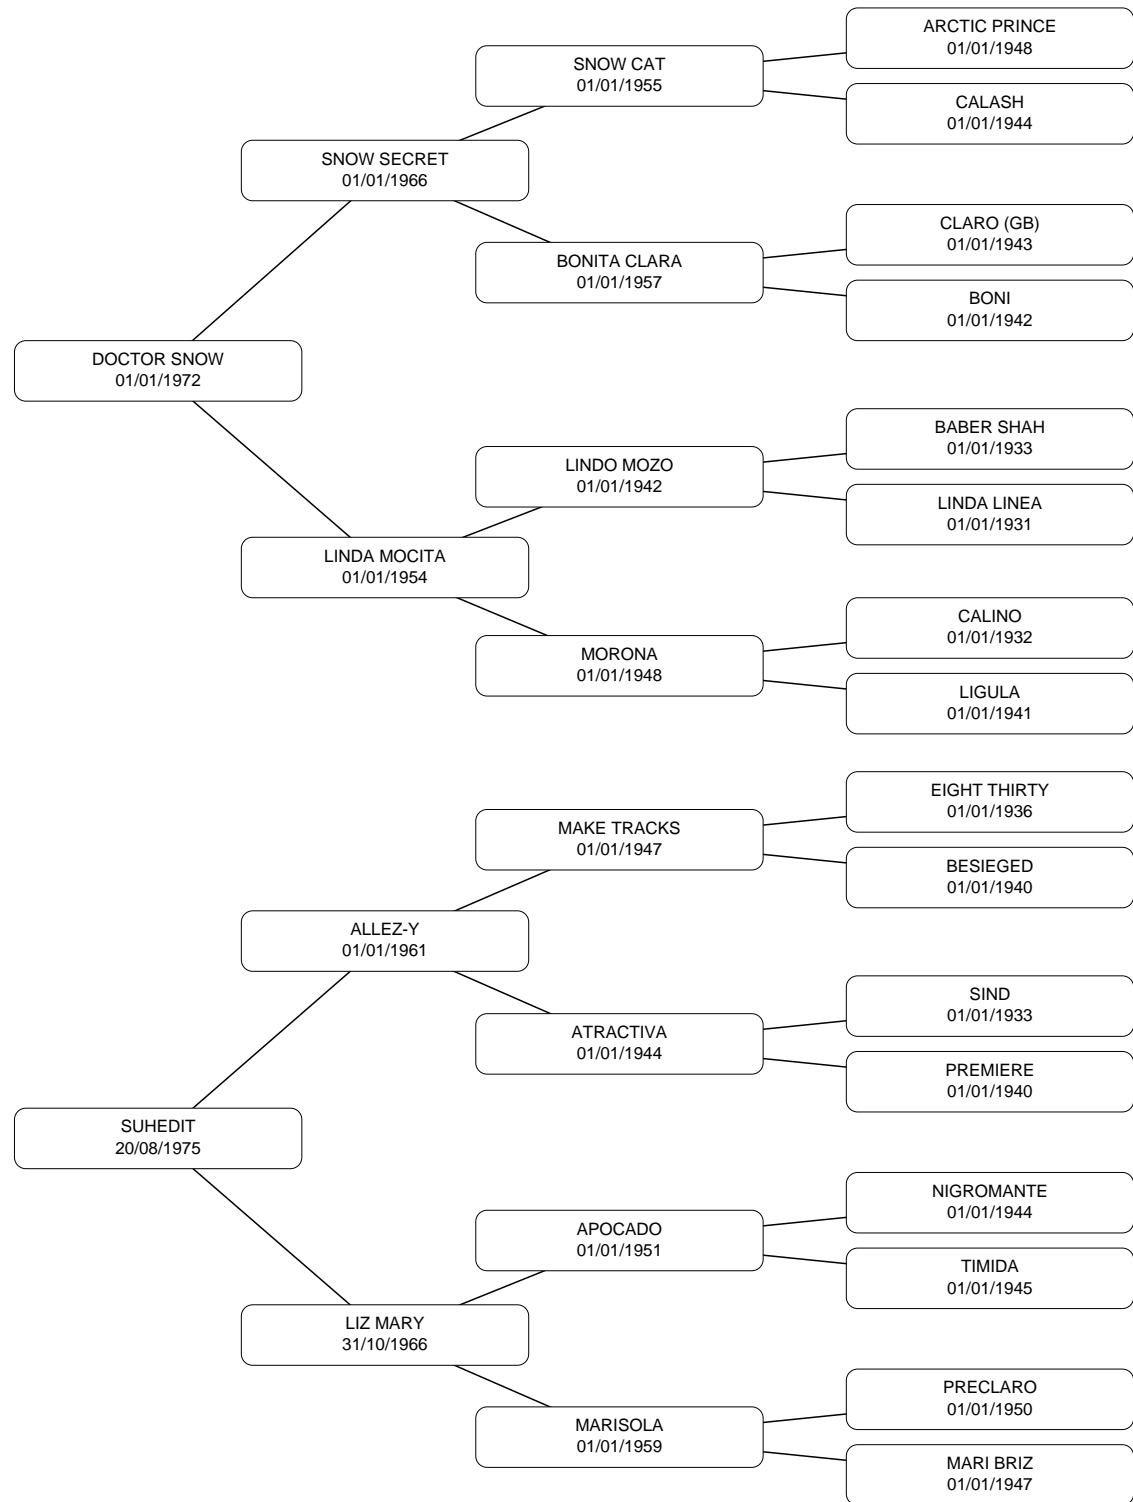 ARCTIC PRINCE
01/01/1948
SNOW CAT
01/01/1955
CALASH
01/01/1944
SNOW SECRET
01/01/1966
CLARO (GB)
01/01/1943
BONITA CLARA
01/01/1957
BONI
01/01/1942
DOCTOR SNOW
01/01/1972
BABER SHAH
01/01/1933
LINDO MOZO
01/01/1942
LINDA LINEA
01/01/1931
LINDA MOCITA
01/01/1954
CALINO
01/01/1932
MORONA
01/01/1948
LIGULA
01/01/1941
EIGHT THIRTY
01/01/1936
MAKE TRACKS
01/01/1947
BESIEGED
01/01/1940
ALLEZ-Y
01/01/1961
SIND
01/01/1933
ATRACTIVA
01/01/1944
PREMIERE
01/01/1940
SUHEDIT
20/08/1975
NIGROMANTE
01/01/1944
APOCADO
01/01/1951
TIMIDA
01/01/1945
LIZ MARY
31/10/1966
PRECLARO
01/01/1950
MARISOLA
01/01/1959
MARI BRIZ
01/01/1947